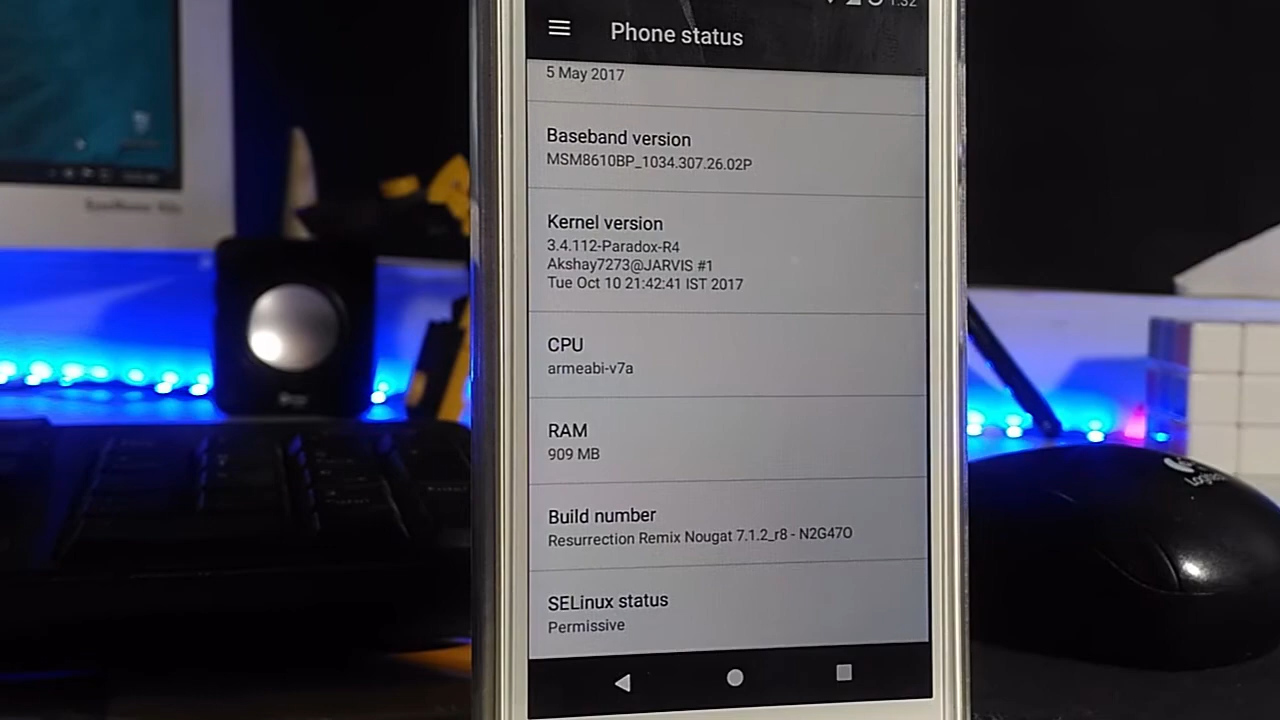 1:32
Phone status
5 May 2017
Baseband version
MSM8610BP_1034.307.26.02P
Kernel version
3.4.112-Paradox-R4
Akshay7273@JARVIS #1
Tue Oct 10 21:42:41 IST 2017
CPU
armeabi-v7a
RAM
909 MB
Build number
Resurrection Remix Nougat 7.1.2_r8 - N2G47O
SELinux status
Permissive